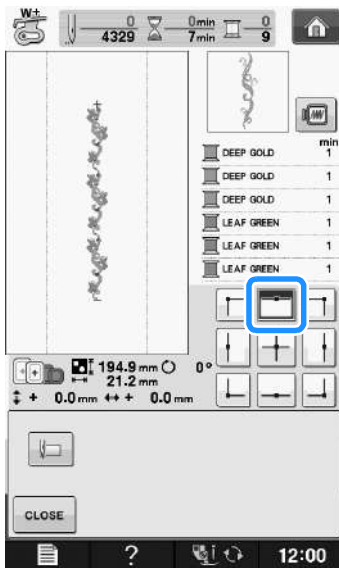 W+
0
4329
0min
7min
0
9
min
DEEP GOLD 1
DEEP GOLD 1
DEEP GOLD 1
LEAF GREEN 1
LEAF GREEN 1
LEAF GREEN 1
194.9 mm 0°
21.2 mm
+ 0.0 mm + 0.0 mm
CLOSE
? 12:00